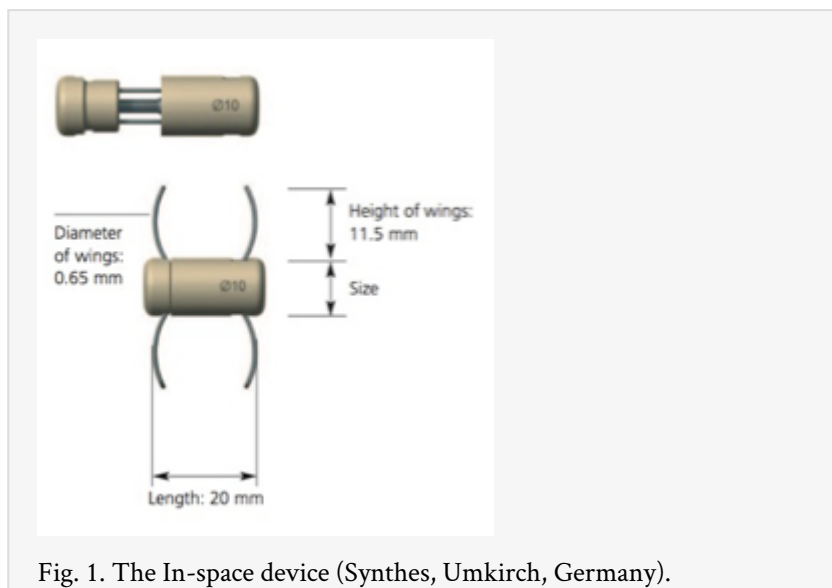 Ø10
Diameter
of wings:
0.65 mm
Height of wings:
11.5 mm
Ø10
Size
Length: 20 mm
Fig. 1. The In-space device (Synthes, Umkirch, Germany).